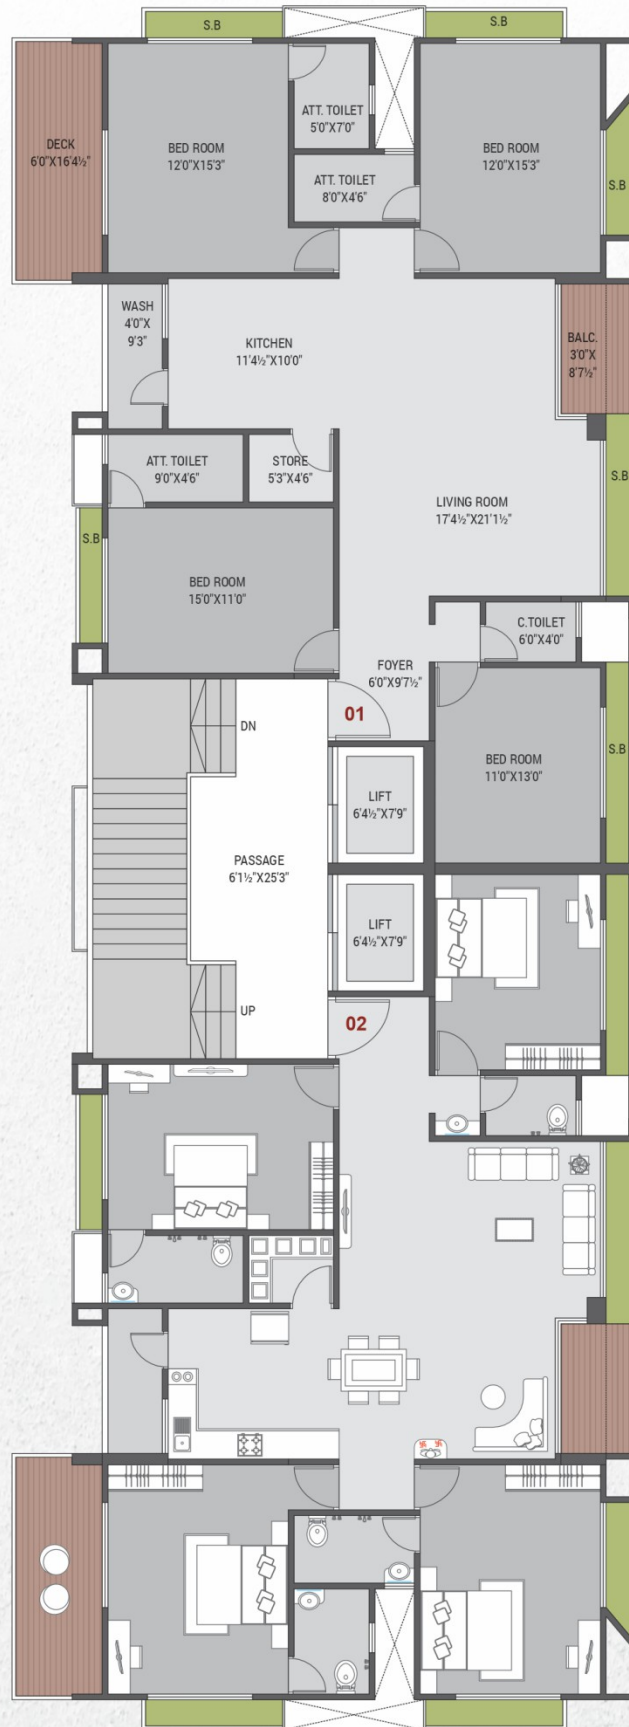 S.B
S.B
DECK
6'0"X16'4½"
BED ROOM
12'0"X15'3"
ATT. TOILET
5'0"X7'0"
BED ROOM
12'0"X15'3"
ATT. TOILET
8'0"X4'6"
S.B
WASH
4'0"X
9'3"
KITCHEN
11'4½"X10'0"
BALC.
3'0"X
8'7½"
ATT. TOILET
9'0"X4'6"
STORE
5'3"X4'6"
S.B
LIVING ROOM
17'4½"X21'1½"
S.B
BED ROOM
15'0"X11'0"
C.TOILET
6'0"X4'0"
FOYER
6'0"X9'7½"
01
DN
S.B
BED ROOM
11'0"X13'0"
LIFT
6'4½"X7'9"
PASSAGE
6'1½"X25'3"
LIFT
6'4½"X7'9"
UP
02